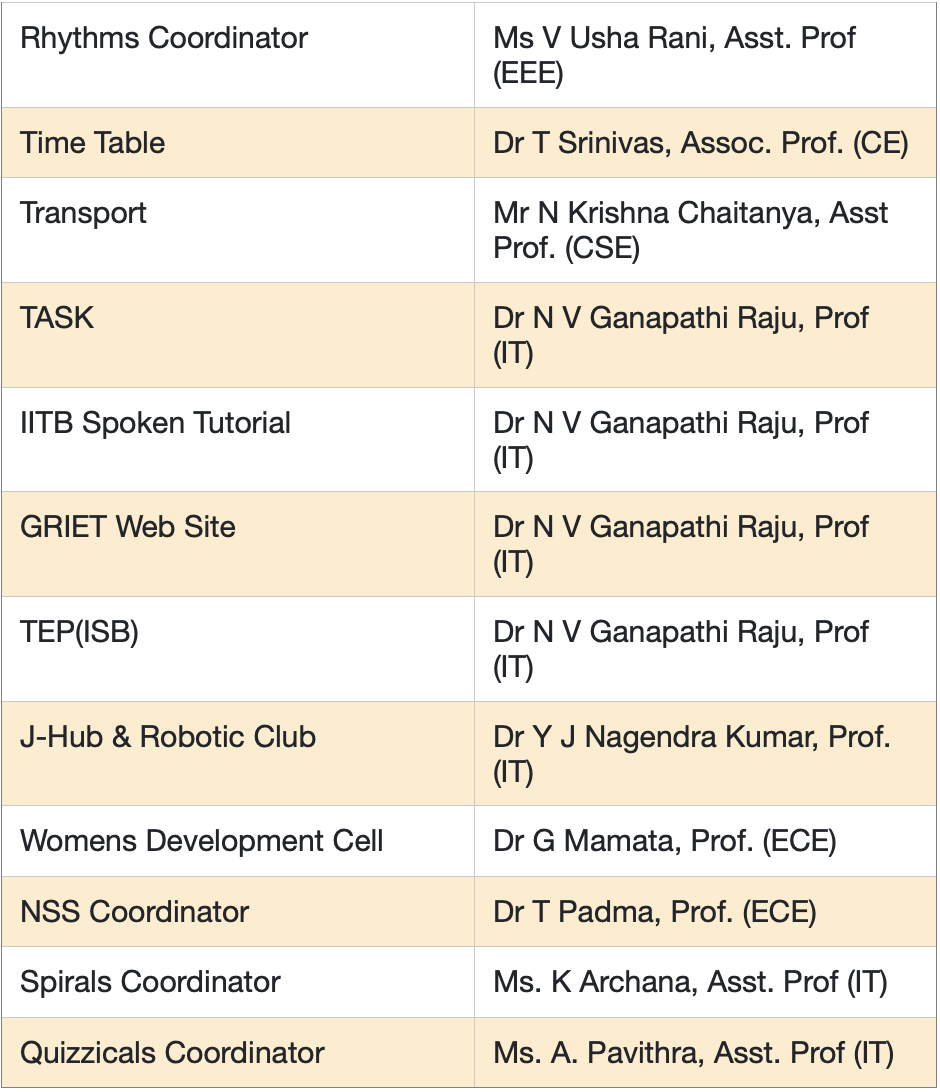 Rhythms Coordinator
Ms V Usha Rani, Asst. Prof
(EEE)
Time Table
Dr T Srinivas, Assoc. Prof. (CE)
Transport
Mr N Krishna Chaitanya, Asst
Prof. (CSE)
TASK
Dr N V Ganapathi Raju, Prof
(IT)
IITB Spoken Tutorial
Dr N V Ganapathi Raju, Prof
(IT)
GRIET Web Site
Dr N V Ganapathi Raju, Prof
(IT)
TEP(ISB)
Dr N V Ganapathi Raju, Prof
(IT)
J-Hub & Robotic Club
Dr Y J Nagendra Kumar, Prof.
(IT)
Womens Development Cell
Dr G Mamata, Prof. (ECE)
NSS Coordinator
Dr T Padma, Prof. (ECE)
Spirals Coordinator
Ms. K Archana, Asst. Prof (IT)
Quizzicals Coordinator
Ms. A. Pavithra, Asst. Prof (IT)